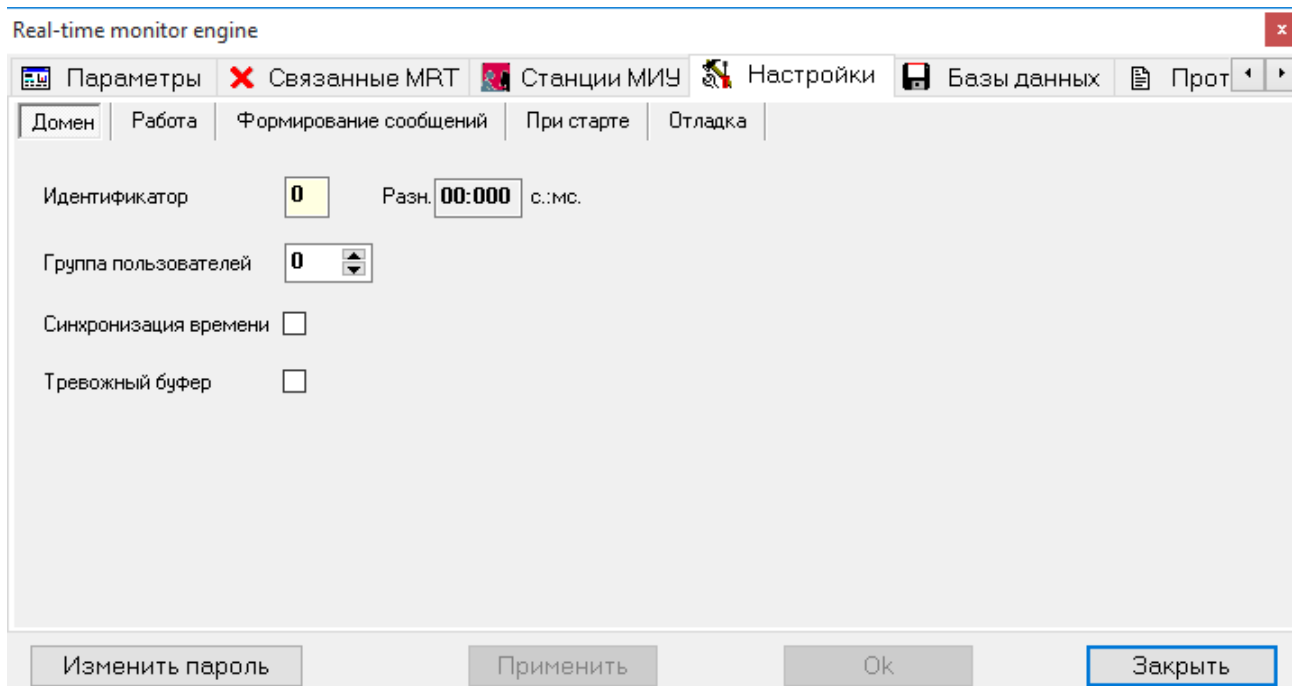 Real-time monitor engine
x
Параметры Связанные MRT Станции МИУ Настройки Базы данных Прот
Домен Работа Формирование сообщений При старте Отладка
Идентификатор 0 Разн. 00:000 с.:мс.
Группа пользователей 0
Синхронизация времени
Тревожный буфер
Изменить пароль Применить Ok Закрыть